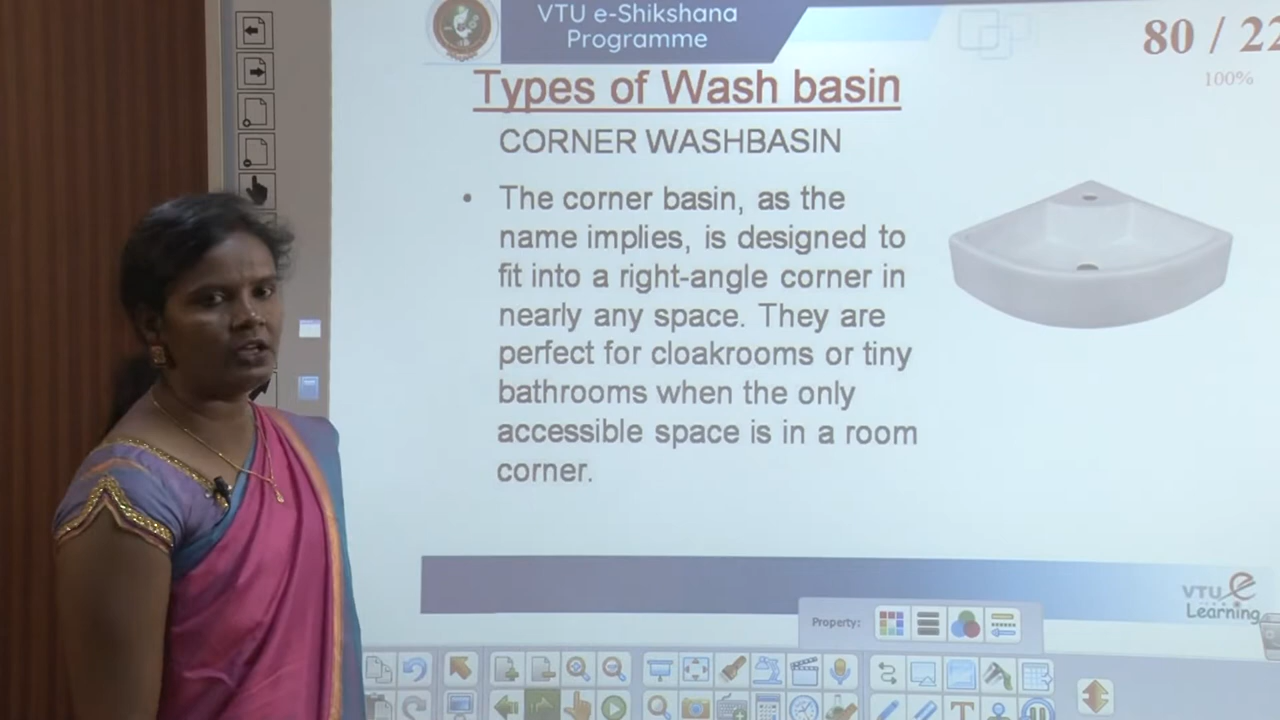 VTU e-Shikshana
Programme
80 / 22
100%
Types of Wash basin
CORNER WASHBASIN
• The corner basin, as the
name implies, is designed to
fit into a right-angle corner in
nearly any space. They are
perfect for cloakrooms or tiny
bathrooms when the only
accessible space is in a room
corner.
VTU e
Learning
Property: